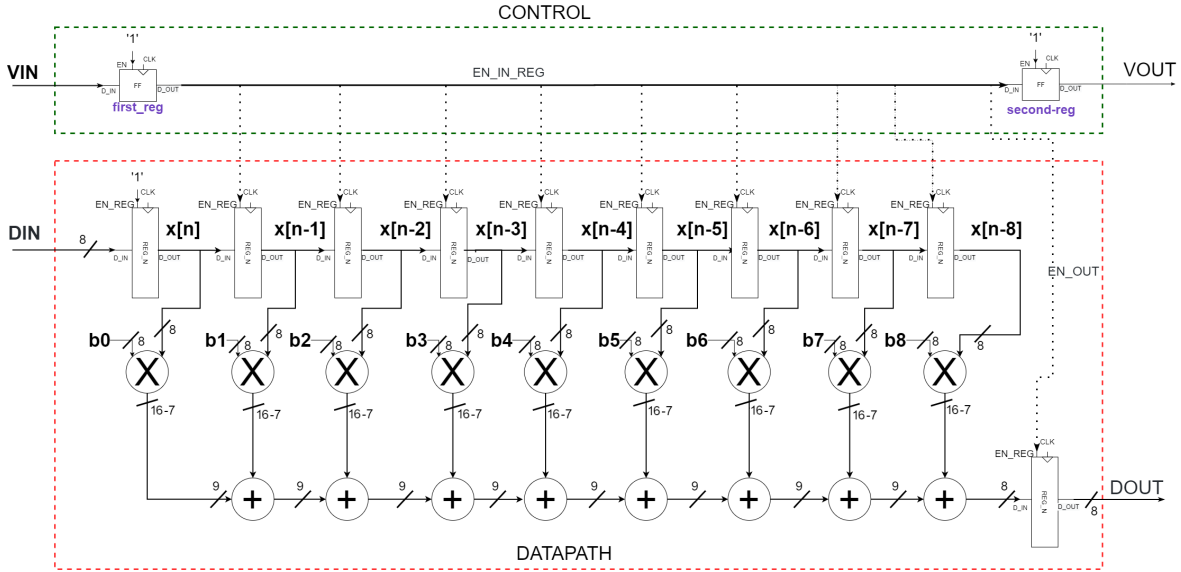 CONTROL
'1' '1'
EN CLK EN CLK
VIN EN_IN_REG VOUT
D_IN FF D_OUT D_IN FF D_OUT
first_reg second-reg
'1'
CLK CLK CLK CLK CLK CLK CLK CLK CLK
EN_REG EN_REG EN_REG EN_REG EN_REG EN_REG EN_REG EN_REG EN_REG
DIN x[n] x[n-1] x[n-2] x[n-3] x[n-4] x[n-5] x[n-6] x[n-7] x[n-8]
8 REG_N REG_N REG_N REG_N REG_N REG_N REG_N REG_N REG_N
D_IN D_OUT D_IN D_OUT D_IN D_OUT D_IN D_OUT D_IN D_OUT D_IN D_OUT D_IN D_OUT D_IN D_OUT D_IN D_OUT
EN_OUT
8 8 8 8 8 8 8 8 8
b0 b1 b2 b3 b4 b5 b6 b7 b8
8 8 8 8 8 8 8 8 8
X X X X X X X X X
16-7 16-7 16-7 16-7 16-7 16-7 16-7 16-7 16-7
CLK
EN_REG
9 9 9 9 9 9 9 9 8
+ + + + + + + +
DOUT
D_IN REG_N D_OUT 8
DATAPATH